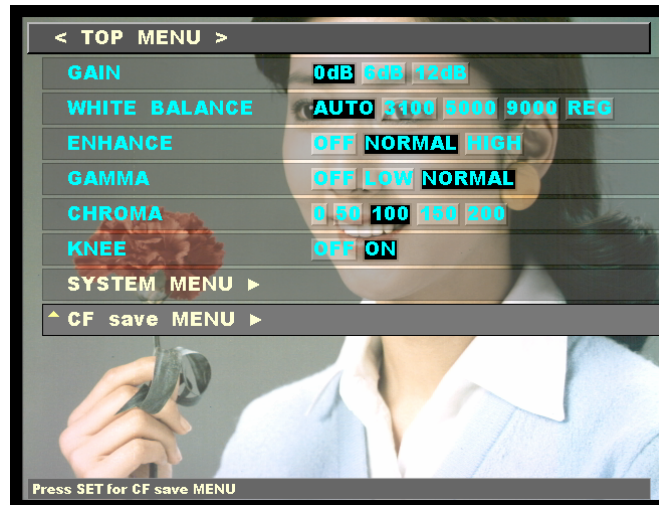 < TOP MENU >
GAIN 0dB 6dB 12dB
WHITE BALANCE AUTO 3100 5000 9000 REG
ENHANCE OFF NORMAL HIGH
GAMMA OFF LOW NORMAL
CHROMA 0 50 100 150 200
KNEE OFF ON
SYSTEM MENU ►
CF save MENU ►
Press SET for CF save MENU